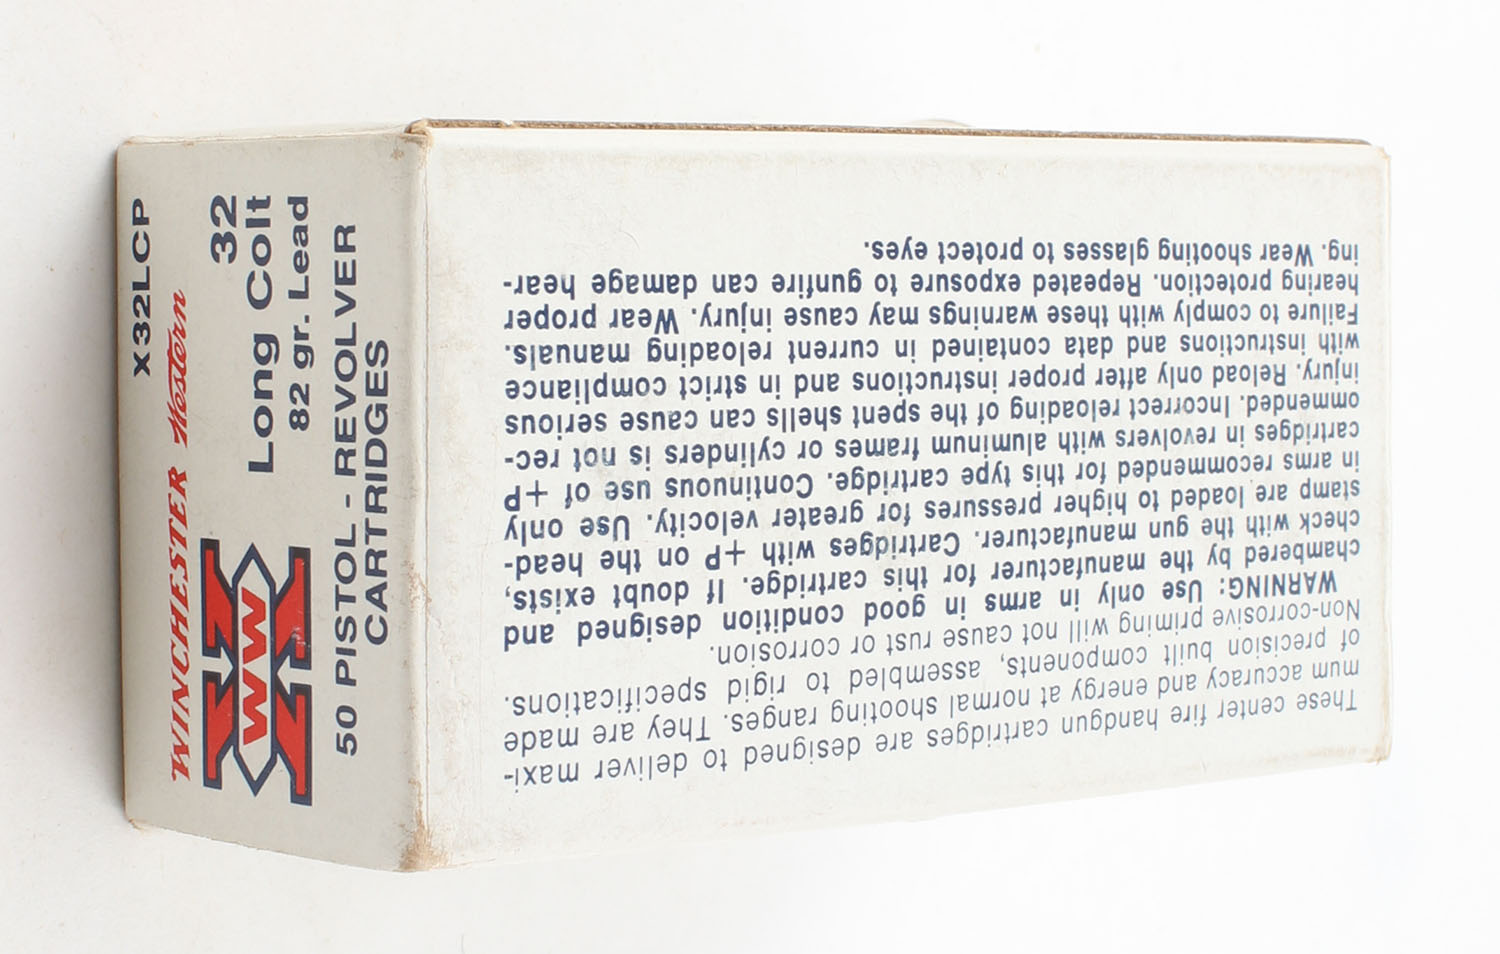 X32LCP
WINCHESTER Western
32
Long Colt
82 gr. Lead
WW
50 PISTOL - REVOLVER
CARTRIDGES
These center fire handgun cartridges are designed to deliver maxi-
mum accuracy and energy at normal shooting ranges. They are made
of precision built components, assembled to rigid specifications.
Non-corrosive priming will not cause rust or corrosion.
WARNING: Use only in arms in good condition designed and
chambered by the manufacturer for this cartridge. If doubt exists,
check with the gun manufacturer. Cartridges with +P on the head-
stamp are loaded to higher pressures for greater velocity. Use only
in arms recommended for this type cartridge. Continuous use of +P
cartridges in revolvers with aluminum frames or cylinders is not rec-
ommended. Incorrect reloading of the spent shells can cause serious
injury. Reload only after proper instructions and in strict compliance
with instructions and data contained in current reloading manuals.
Failure to comply with these warnings may cause injury. Wear proper
hearing protection. Repeated exposure to gunfire can damage hear-
ing. Wear shooting glasses to protect eyes.